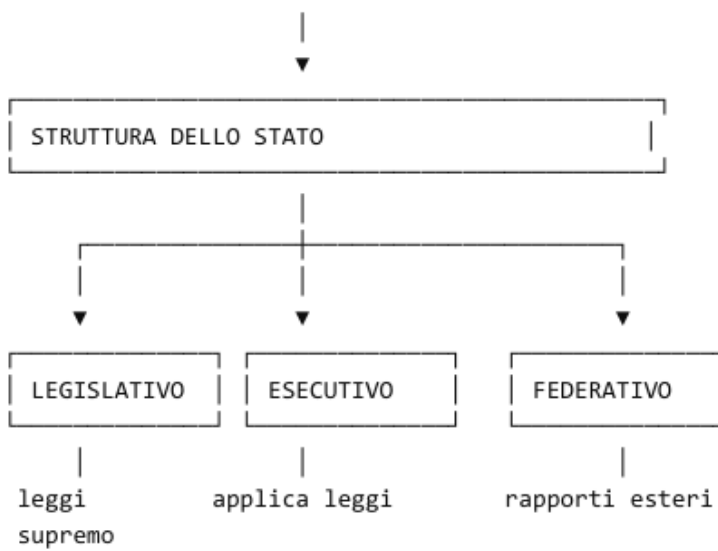 STRUTTURA DELLO STATO
LEGISLATIVO ESECUTIVO FEDERATIVO
leggi applica leggi rapporti esteri
supremo